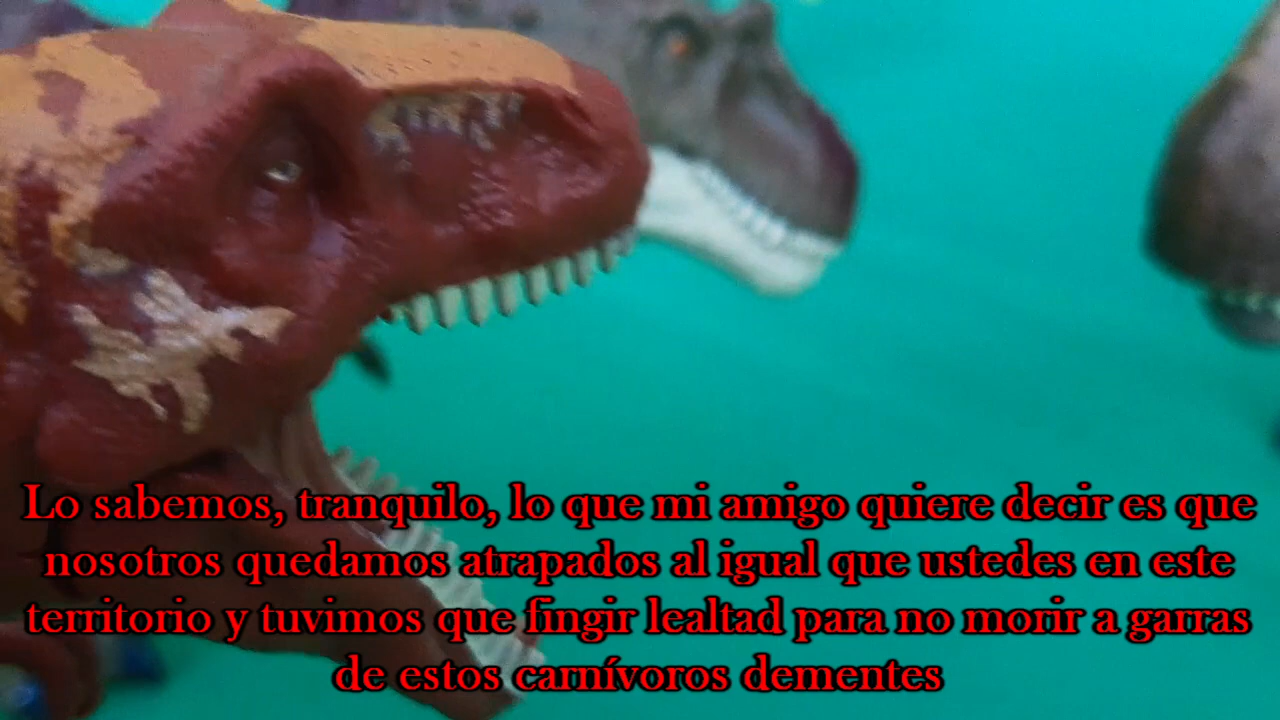 Lo sabemos, tranquilo, lo que mi amigo quiere decir es que
nosotros quedamos atrapados al igual que ustedes en este
territorio y tuvimos que fingir lealtad para no morir a garras
de estos carnívoros dementes